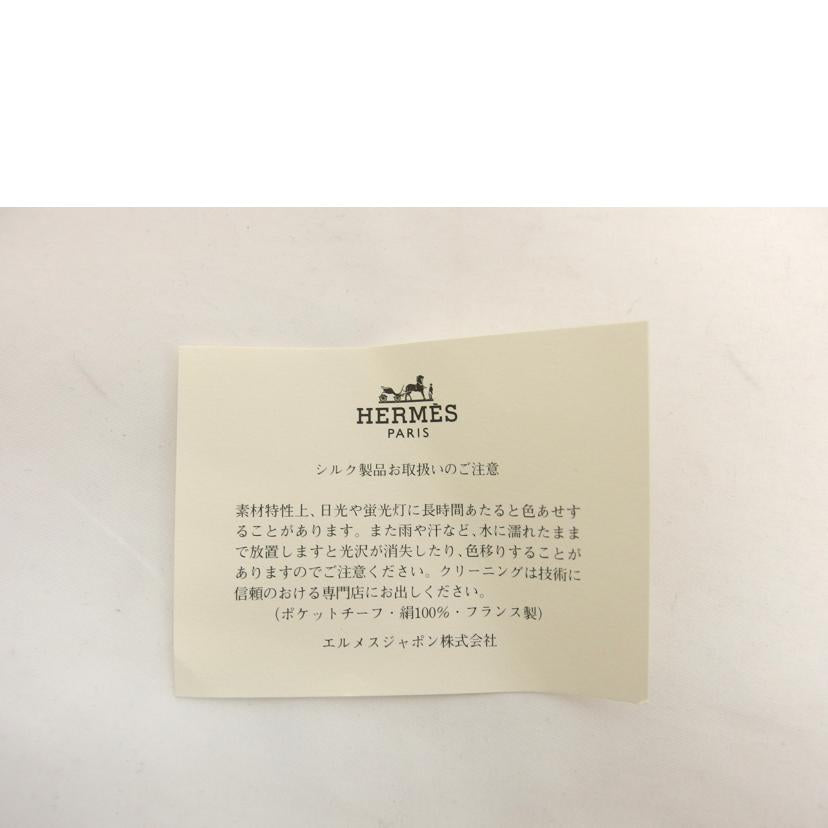 HERMÈS
PARIS
シルク製品お取扱いのご注意
素材特性上、日光や蛍光灯に長時間あたると色あせす
ることがあります。また雨や汗など、水に濡れたまま
で放置しますと光沢が消失したり、色移りすることが
ありますのでご注意ください。クリーニングは技術に
信頼のおける専門店にお出しください。
(ポケットチーフ・絹100%・フランス製)
エルメスジャポン株式会社